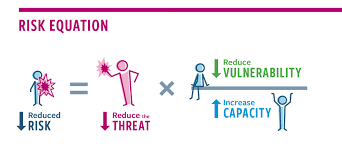 RISK EQUATION
Reduce
VULNERABILITY
Increase
CAPACITY
Reduced
RISK
Reduce the
THREAT